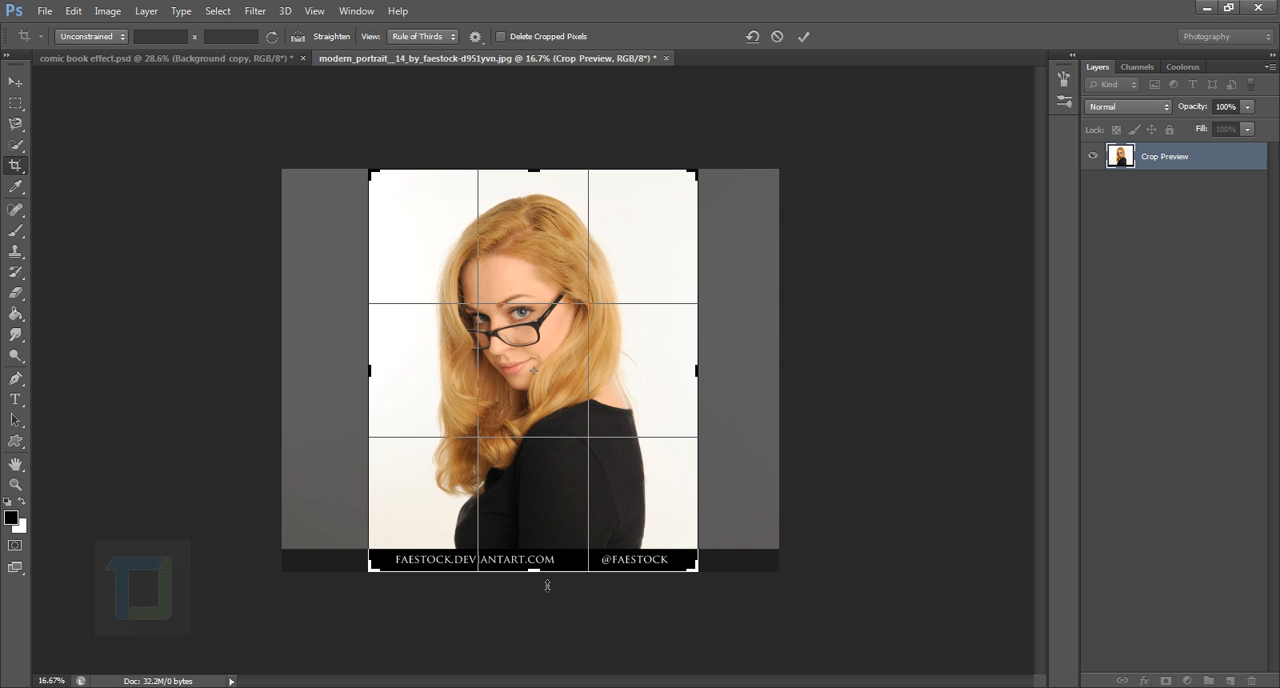 Ps File Edit Image Layer Type Select Filter 3D View Window Help
Unconstrained x Straighten View: Rule of Thirds Delete Cropped Pixels Photography
comic book effect.psd @ 28.6% (Background copy, RGB/8*) * × modern_portrait__14_by_faestock-d951yvn.jpg @ 16.7% (Crop Preview, RGB/8*) * ×
Layers Channels Coolorus
Kind
Normal Opacity: 100%
Lock: Fill: 100%
Crop Preview
FAESTOCK.DEVIANTART.COM @FAESTOCK
16.67% Doc: 32.2M/0 bytes